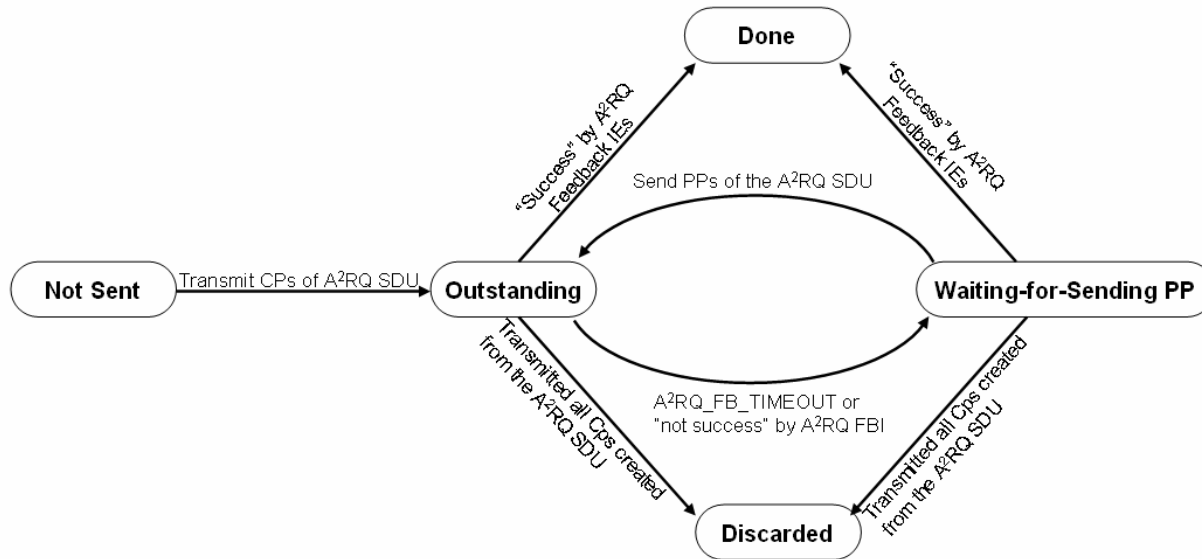 Done
"Success" by A²RQ
Feedback IEs
"Success" by A²RQ
Feedback IEs
Send PPs of the A²RQ SDU
Not Sent
Transmit CPs of A²RQ SDU
Outstanding
Waiting-for-Sending PP
A²RQ_FB_TIMEOUT or
"not success" by A²RQ FBI
Transmitted all Cps created
from the A²RQ SDU
Transmitted all Cps created
from the A²RQ SDU
Discarded